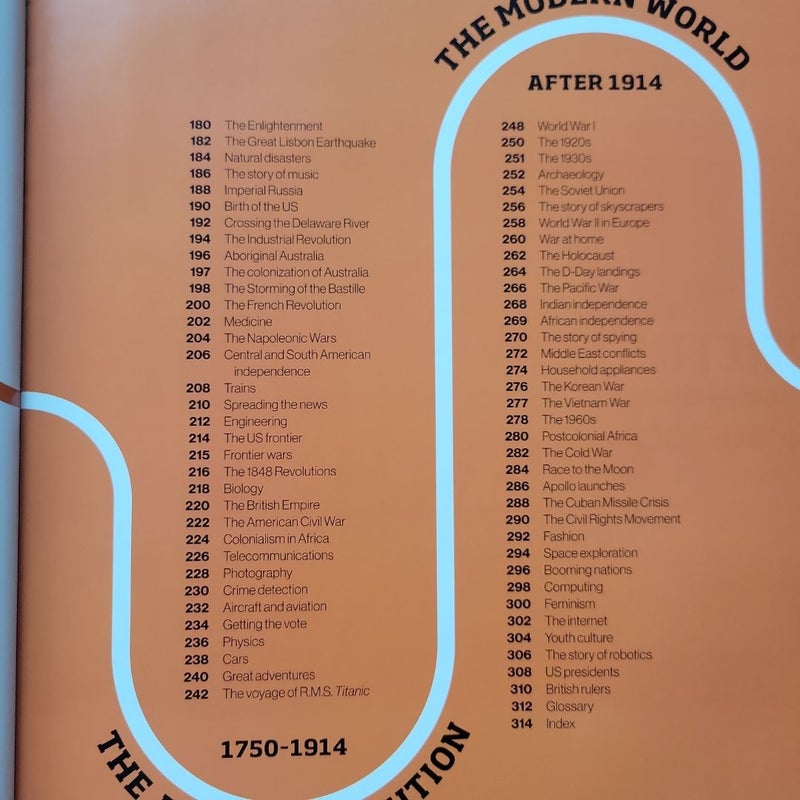 THE MODERN WORLD
AFTER 1914
180 The Enlightenment
182 The Great Lisbon Earthquake
184 Natural disasters
186 The story of music
188 Imperial Russia
190 Birth of the US
192 Crossing the Delaware River
194 The Industrial Revolution
196 Aboriginal Australia
197 The colonization of Australia
198 The Storming of the Bastille
200 The French Revolution
202 Medicine
204 The Napoleonic Wars
206 Central and South American
independence
208 Trains
210 Spreading the news
212 Engineering
214 The US frontier
215 Frontier wars
216 The 1848 Revolutions
218 Biology
220 The British Empire
222 The American Civil War
224 Colonialism in Africa
226 Telecommunications
228 Photography
230 Crime detection
232 Aircraft and aviation
234 Getting the vote
236 Physics
238 Cars
240 Great adventures
242 The voyage of R.M.S. Titanic
1750-1914
THE
248 World War I
250 The 1920s
251 The 1930s
252 Archaeology
254 The Soviet Union
256 The story of skyscrapers
258 World War II in Europe
260 War at home
262 The Holocaust
264 The D-Day landings
266 The Pacific War
268 Indian independence
269 African independence
270 The story of spying
272 Middle East conflicts
274 Household appliances
276 The Korean War
277 The Vietnam War
278 The 1960s
280 Postcolonial Africa
282 The Cold War
284 Race to the Moon
286 Apollo launches
288 The Cuban Missile Crisis
290 The Civil Rights Movement
292 Fashion
294 Space exploration
296 Booming nations
298 Computing
300 Feminism
302 The internet
304 Youth culture
306 The story of robotics
308 US presidents
310 British rulers
312 Glossary
314 Index